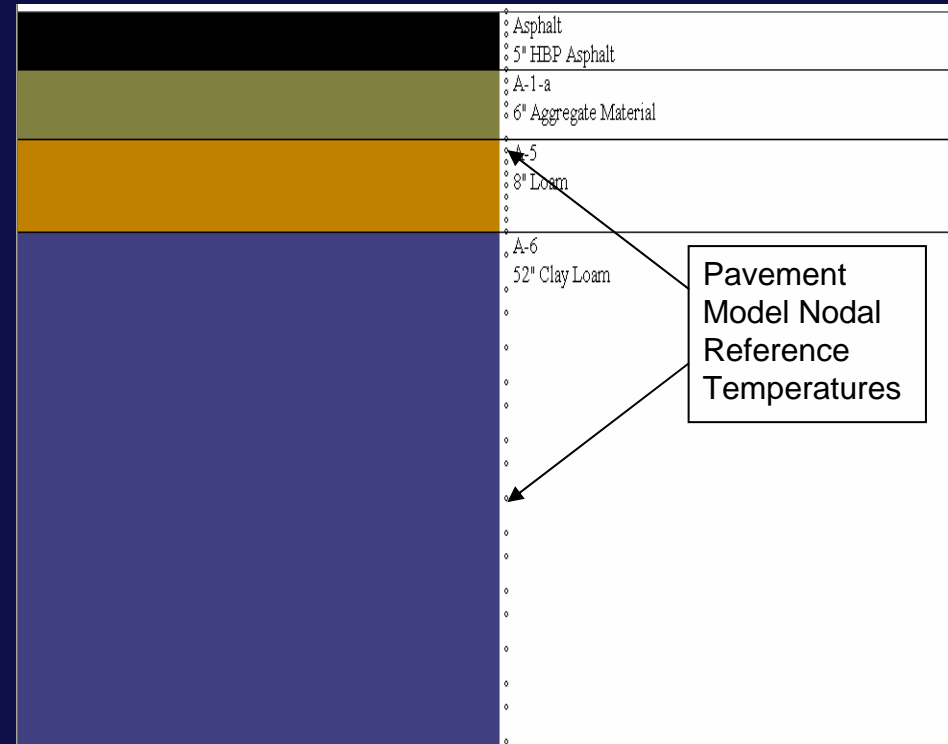 Asphalt
5" HBP Asphalt
A-1-a
6" Aggregate Material
A-5
8" Loam
A-6
52" Clay Loam
Pavement
Model Nodal
Reference
Temperatures